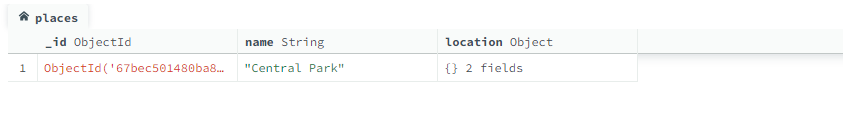 places
_id ObjectId name String location Object
1 ObjectId('67bec501480ba8… "Central Park" {} 2 fields